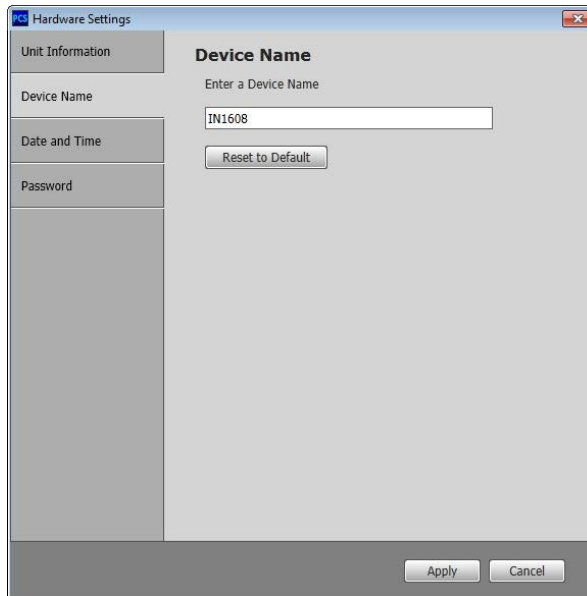 PCS Hardware Settings
Unit Information
Device Name
Date and Time
Password
Device Name
Enter a Device Name
IN1608
Reset to Default
Apply Cancel